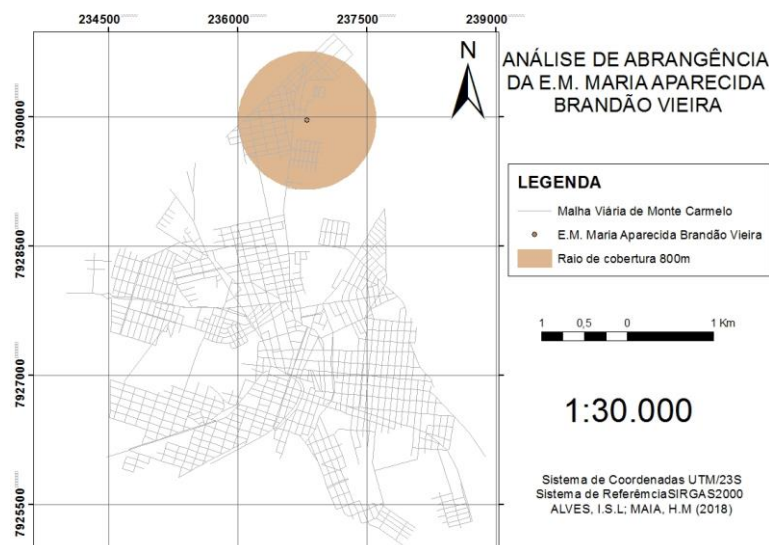 234500 236000 237500 239000
7930000
7928500
7927000
7925500
N
ANÁLISE DE ABRANGÊNCIA
DA E.M. MARIA APARECIDA
BRANDÃO VIEIRA
LEGENDA
Malha Viária de Monte Carmelo
E.M. Maria Aparecida Brandão Vieira
Raio de cobertura 800m
1 0,5 0 1 Km
1:30.000
Sistema de Coordenadas UTM/23S
Sistema de ReferêmciaSIRGAS2000
ALVES, I.S.L; MAIA, H.M (2018)